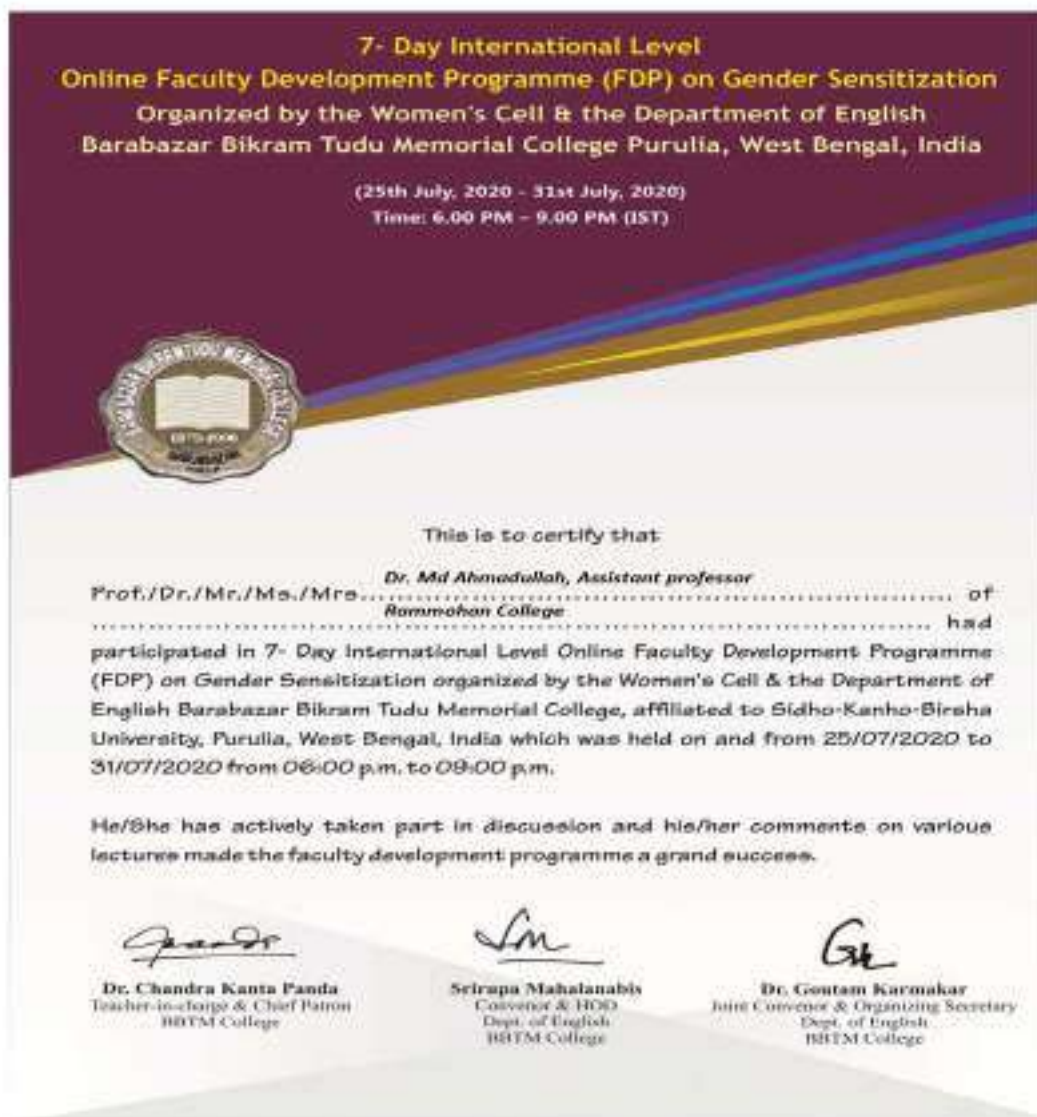 7- Day International Level
Online Faculty Development Programme (FDP) on Gender Sensitization
Organized by the Women's Cell & the Department of English
Barabazar Bikram Tudu Memorial College Purulia, West Bengal, India
(25th July, 2020 - 31st July, 2020)
Time: 6.00 PM – 9.00 PM (IST)
This is to certify that
Dr. Md Ahmadullah, Assistant professor
Prof./Dr./Mr./Ms./Mrs............................................................ of
Rammohan College
............................................................ had
participated in 7- Day International Level Online Faculty Development Programme
(FDP) on Gender Sensitization organized by the Women's Cell & the Department of
English Barabazar Bikram Tudu Memorial College, affiliated to Sidho-Kanho-Birsha
University, Purulia, West Bengal, India which was held on and from 25/07/2020 to
31/07/2020 from 06:00 p.m. to 09:00 p.m.
He/She has actively taken part in discussion and his/her comments on various
lectures made the faculty development programme a grand success.
Dr. Chandra Kanta Panda
Teacher-in-charge & Chief Patron
BBTM College
Srirupa Mahalanabis
Convenor & HOD
Dept. of English
BBTM College
Dr. Goutam Karmakar
Joint Convenor & Organizing Secretary
Dept. of English
BBTM College